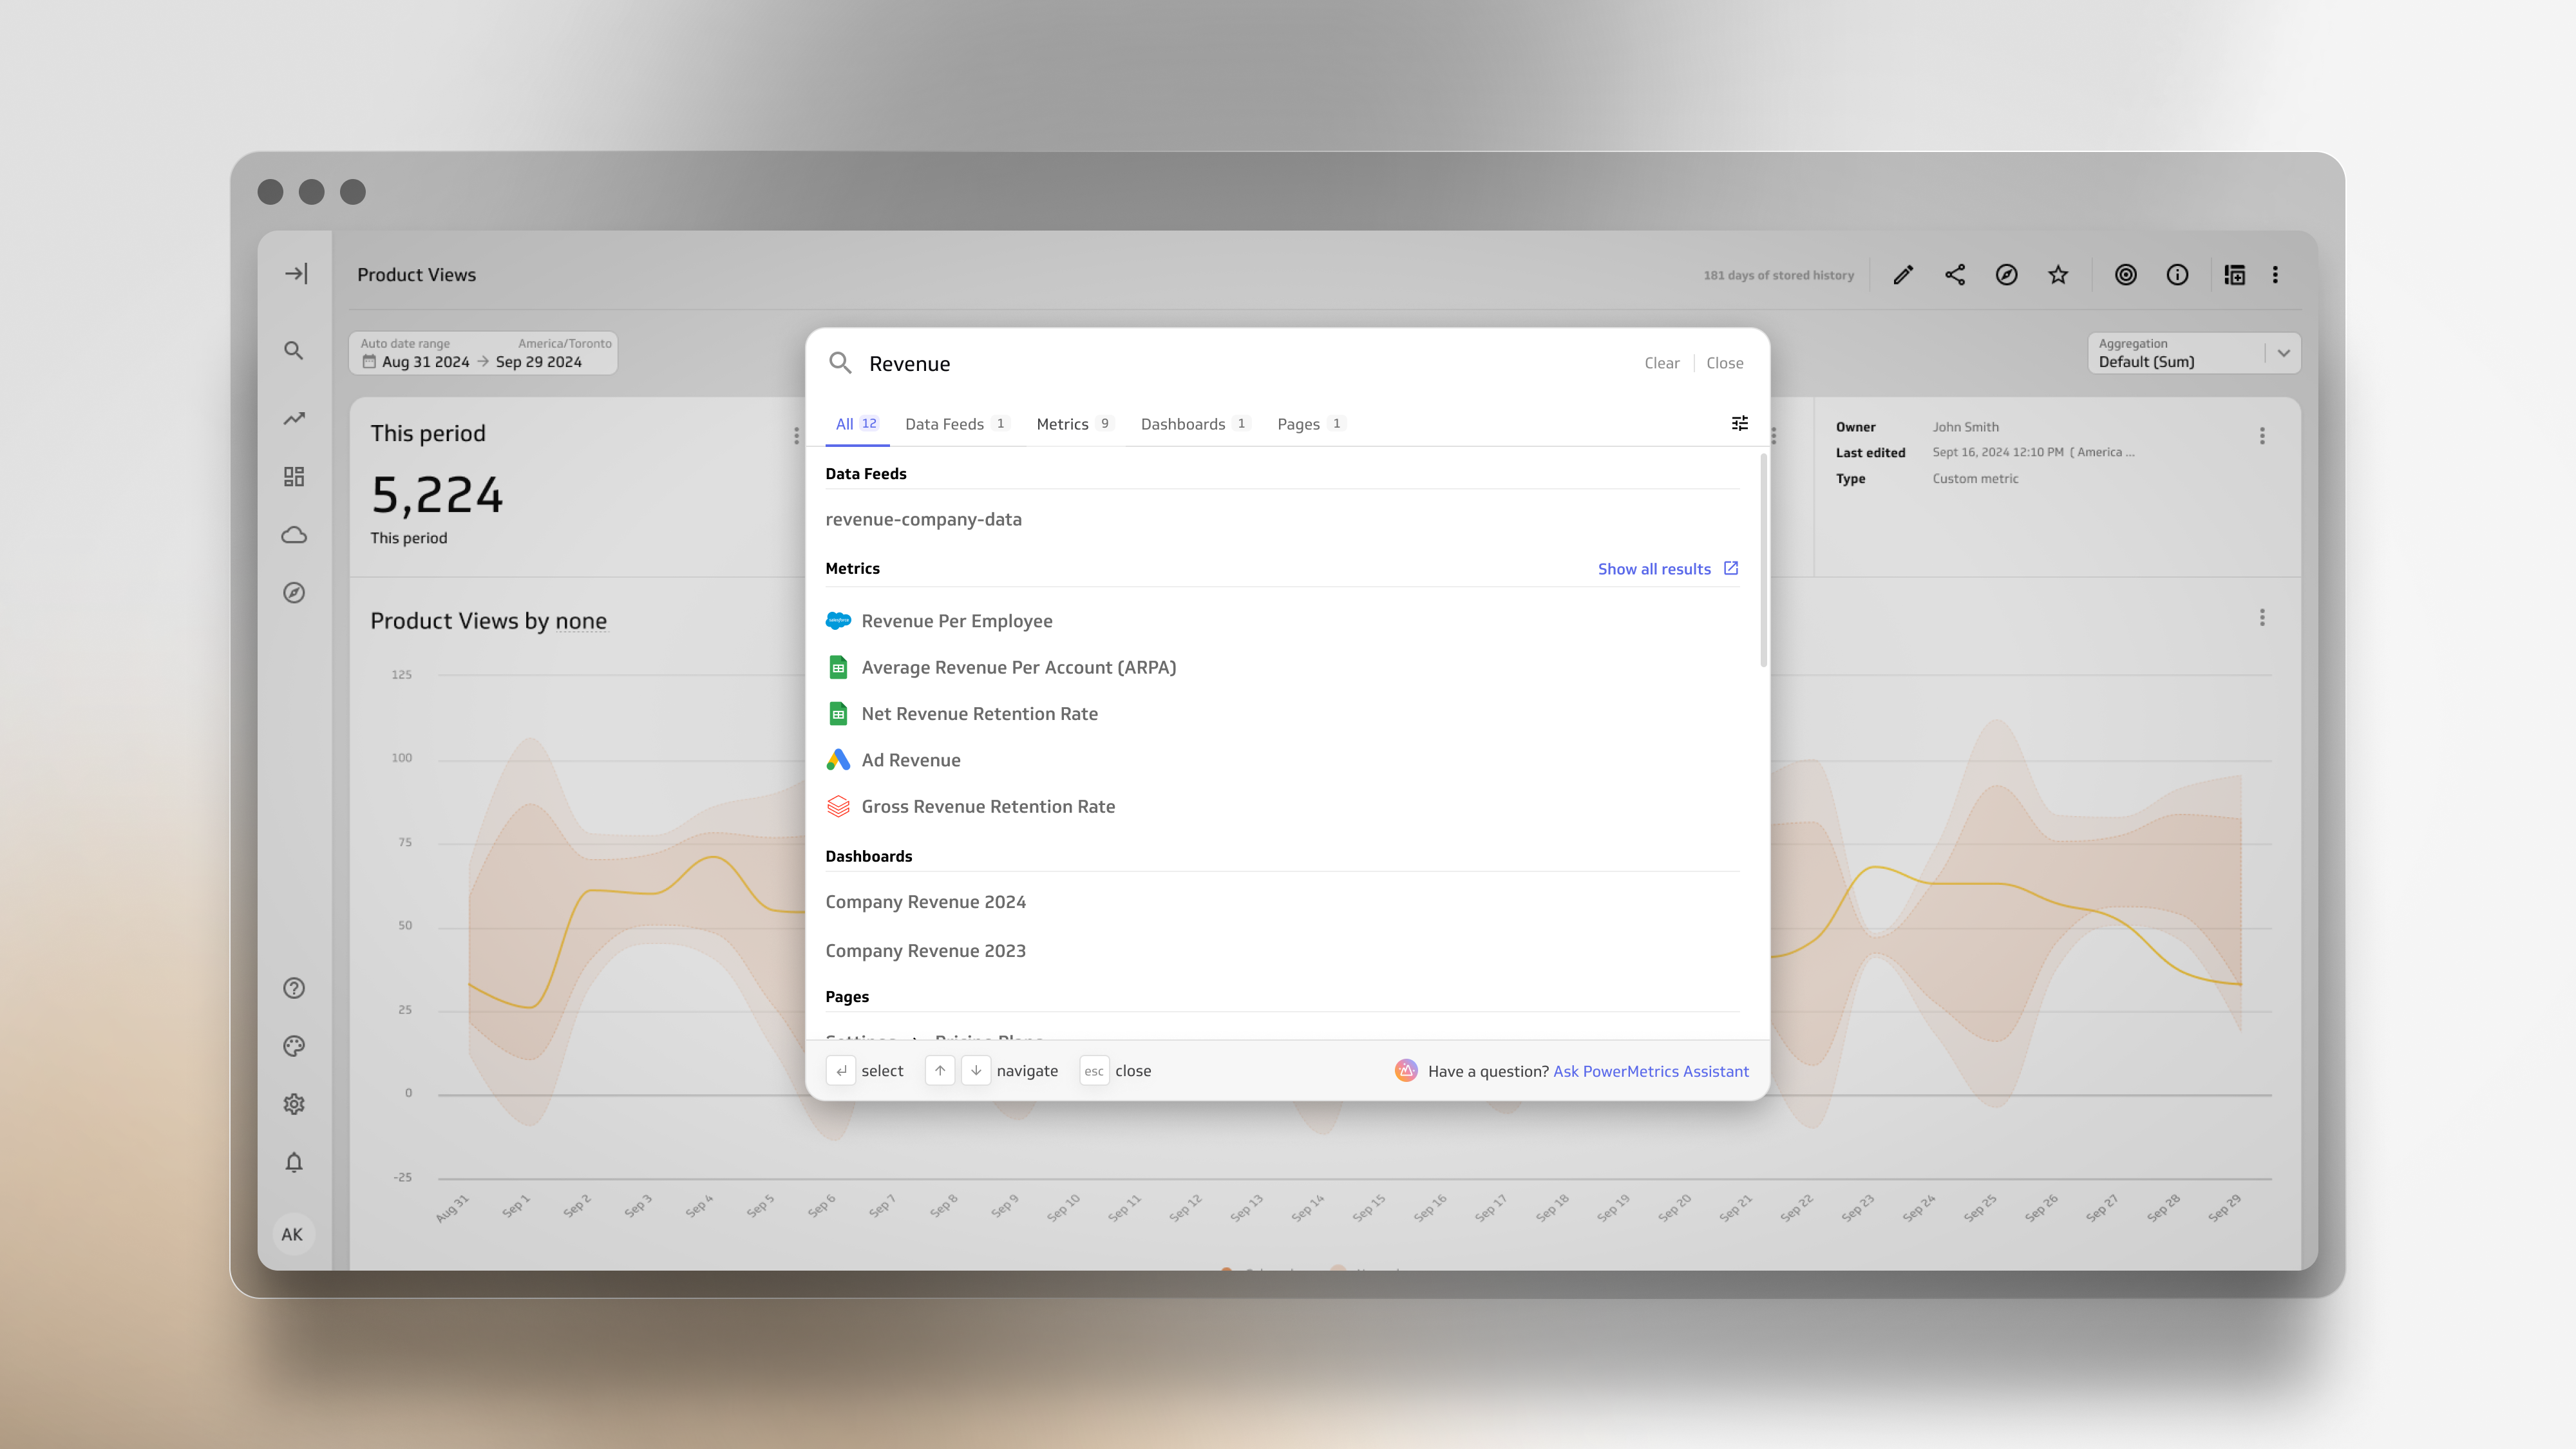 Product Views
181 days of stored history
Auto date range America/Toronto
Aug 31 2024 → Sep 29 2024
Aggregation
Default (Sum)
This period
5,224
This period
Owner John Smith
Last edited Sept 16, 2024 12:10 PM ( America ...
Type Custom metric
Product Views by none
125
100
75
50
25
0
-25
Aug 31 Sep 1 Sep 2 Sep 3 Sep 4 Sep 5 Sep 6 Sep 7 Sep 8 Sep 9 Sep 10 Sep 11 Sep 12 Sep 13 Sep 14 Sep 15 Sep 16 Sep 17 Sep 18 Sep 19 Sep 20 Sep 21 Sep 22 Sep 23 Sep 24 Sep 25 Sep 26 Sep 27 Sep 28 Sep 29
AK
Revenue
Clear Close
All 12 Data Feeds 1 Metrics 9 Dashboards 1 Pages 1
Data Feeds
revenue-company-data
Metrics Show all results
salesforce Revenue Per Employee
Average Revenue Per Account (ARPA)
Net Revenue Retention Rate
Ad Revenue
Gross Revenue Retention Rate
Dashboards
Company Revenue 2024
Company Revenue 2023
Pages
Settings Pricing Plans
select navigate esc close
Have a question? Ask PowerMetrics Assistant